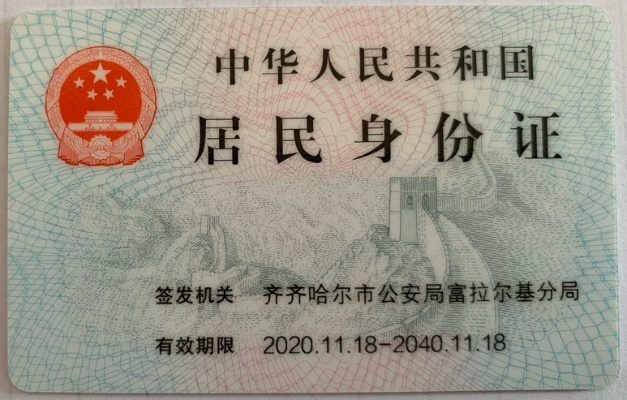 中华人民共和国
居民身份证
签发机关 齐齐哈尔市公安局富拉尔基分局
有效期限 2020.11.18-2040.11.18